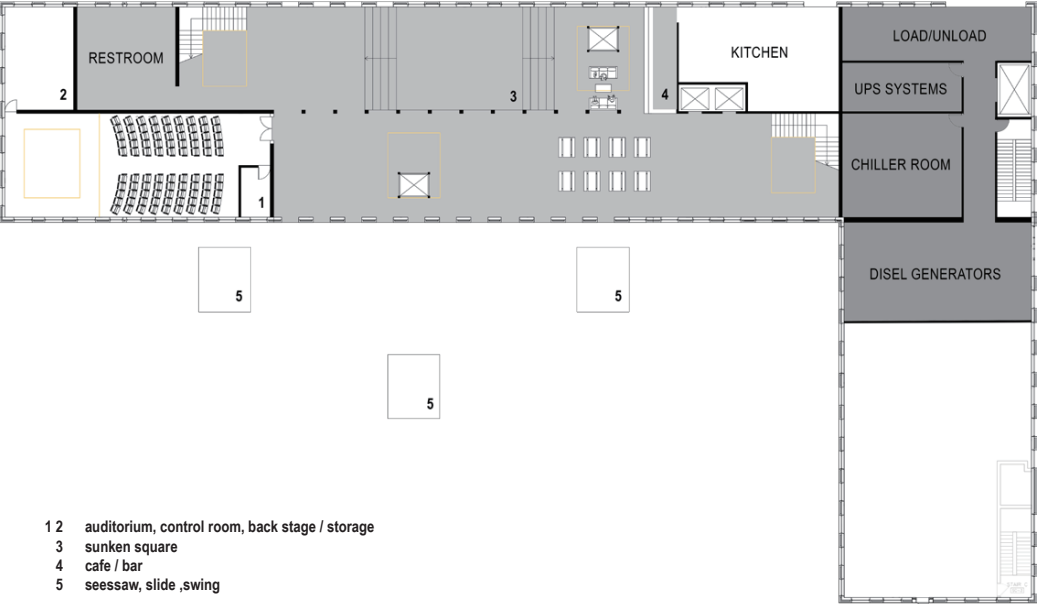 LOAD/UNLOAD
RESTROOM
KITCHEN
UPS SYSTEMS
2
3
4
CHILLER ROOM
1
DISEL GENERATORS
5
5
5
1 2 auditorium, control room, back stage / storage
3 sunken square
4 cafe / bar
5 seessaw, slide ,swing